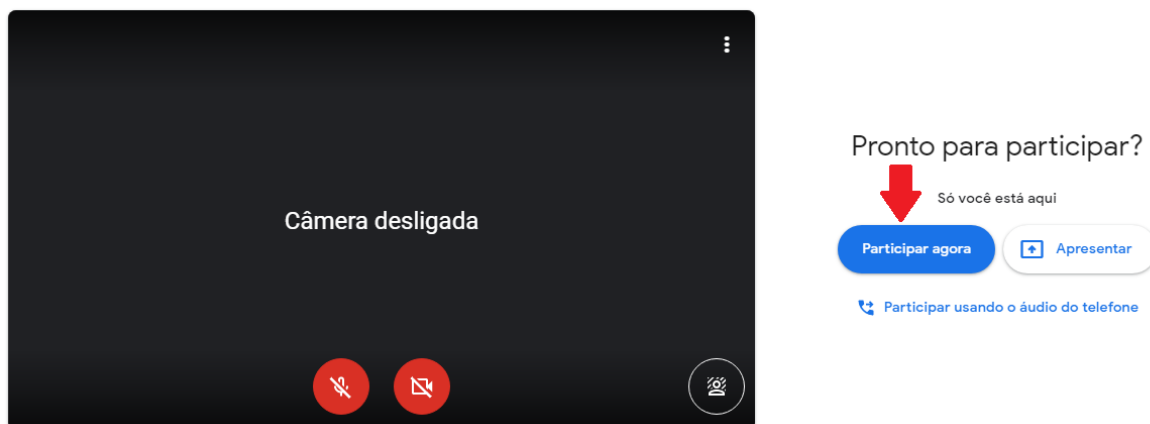 Câmera desligada
Pronto para participar?
Só você está aqui
Participar agora
Apresentar
Participar usando o áudio do telefone